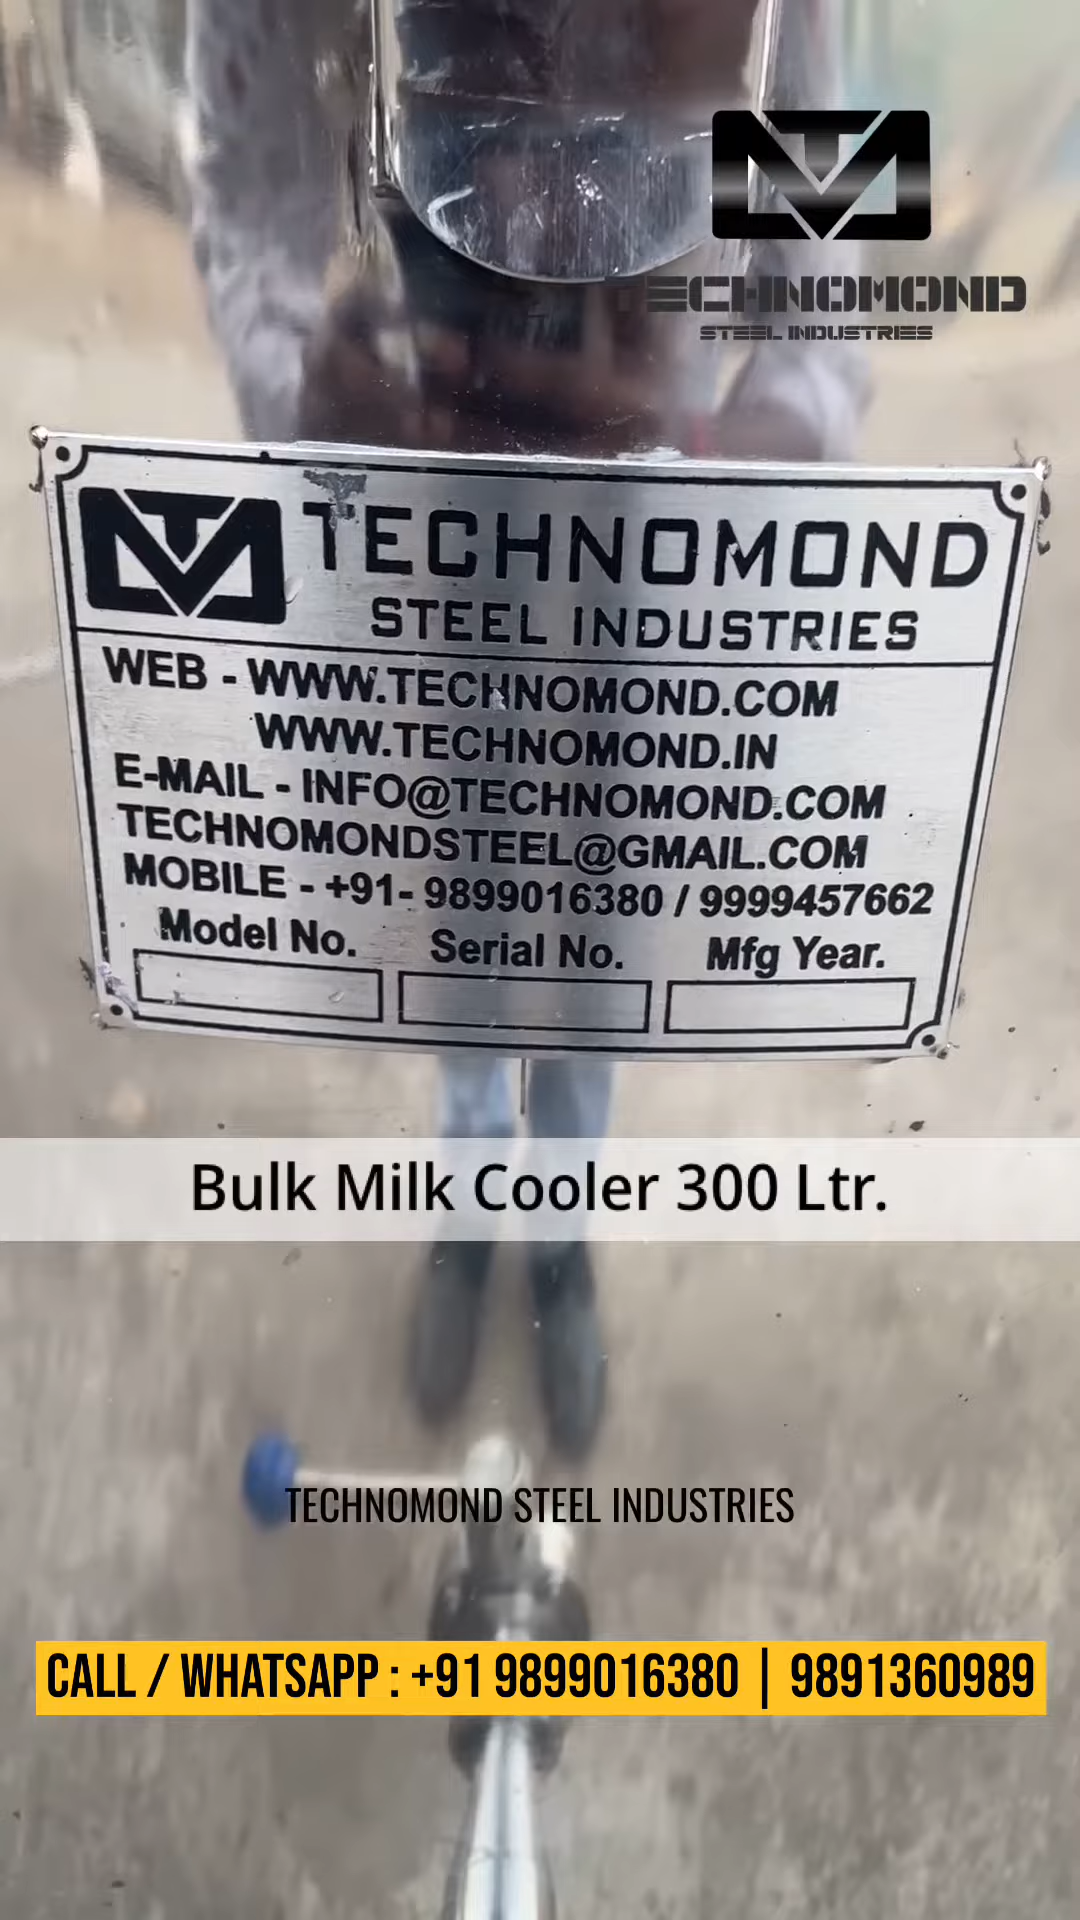 TM
TECHNOMOND
STEEL INDUSTRIES
TM
TECHNOMOND
STEEL INDUSTRIES
WEB - WWW.TECHNOMOND.COM
WWW.TECHNOMOND.IN
E-MAIL - INFO@TECHNOMOND.COM
TECHNOMONDSTEEL@GMAIL.COM
MOBILE - +91- 9899016380 / 9999457662
Model No. Serial No. Mfg Year.
Bulk Milk Cooler 300 Ltr.
TECHNOMOND STEEL INDUSTRIES
CALL / WHATSAPP : +91 9899016380 | 9891360989